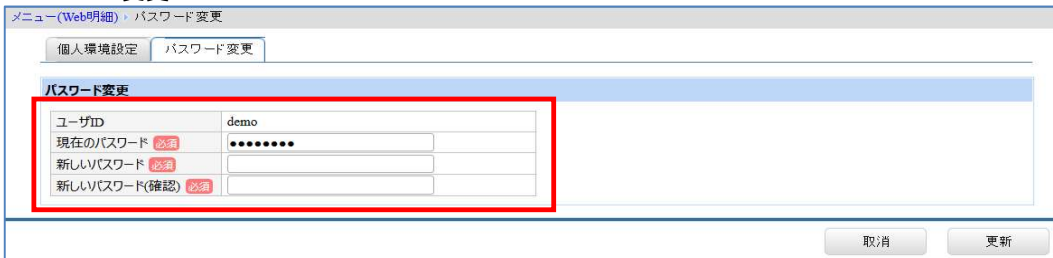 メニュー(Web明細) › パスワード変更
個人環境設定 パスワード変更
パスワード変更
ユーザID demo
現在のパスワード 必須 ●●●●●●●●
新しいパスワード 必須
新しいパスワード(確認) 必須
取消 更新